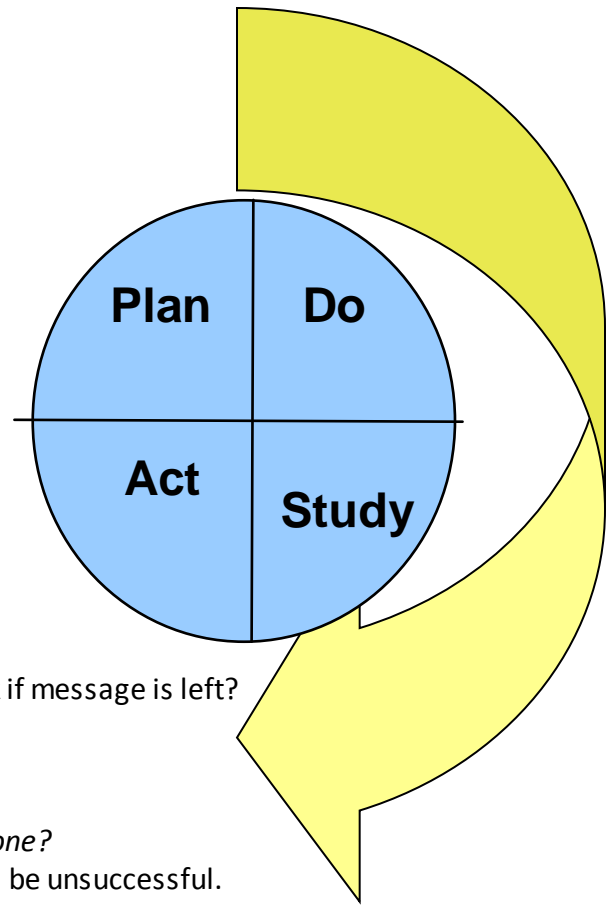 Plan Do
Act
Study
if message is left?
one?
be unsuccessful.